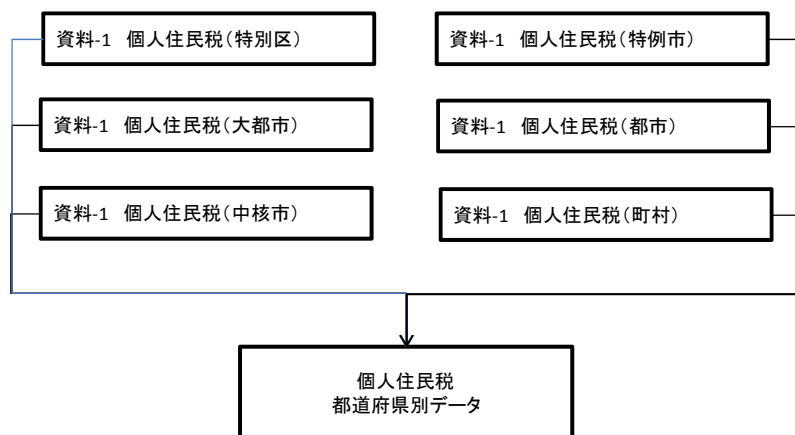 資料-1 個人住民税(特別区)
資料-1 個人住民税(特例市)
資料-1 個人住民税(大都市)
資料-1 個人住民税(都市)
資料-1 個人住民税(中核市)
資料-1 個人住民税(町村)
個人住民税
都道府県別データ